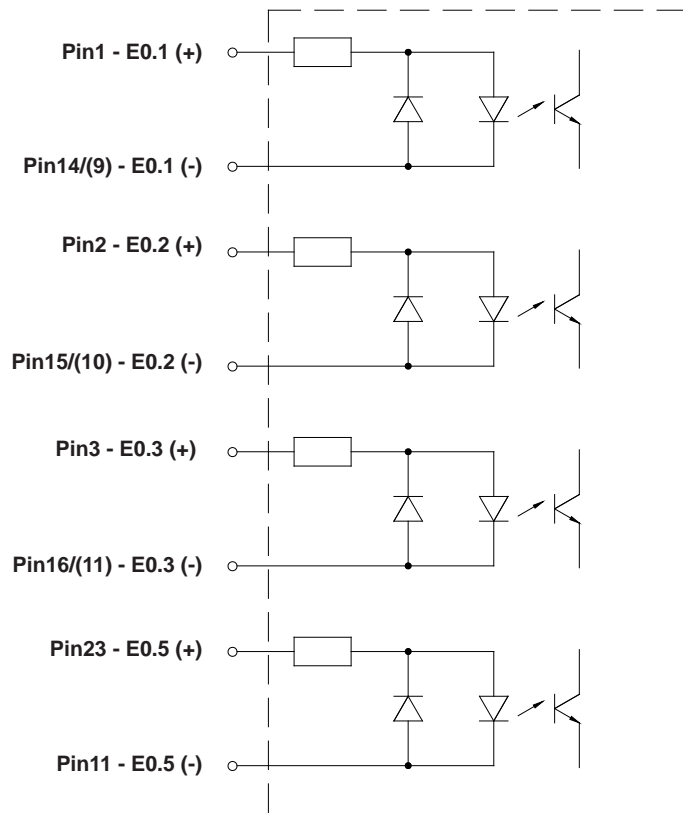 Pin1 - E0.1 (+)
Pin14/(9) - E0.1 (-)
Pin2 - E0.2 (+)
Pin15/(10) - E0.2 (-)
Pin3 - E0.3 (+)
Pin16/(11) - E0.3 (-)
Pin23 - E0.5 (+)
Pin11 - E0.5 (-)